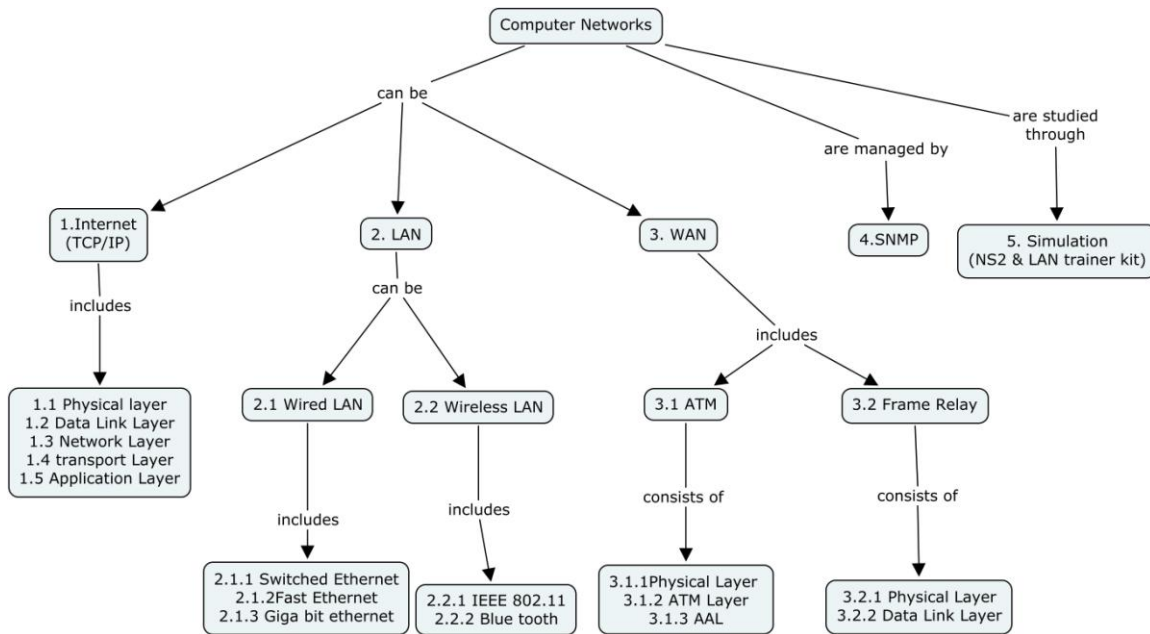 Computer Networks
can be
are studied
through
are managed by
1.Internet
(TCP/IP)
2. LAN
3. WAN
4.SNMP
5. Simulation
(NS2 & LAN trainer kit)
includes
can be
includes
1.1 Physical layer
1.2 Data Link Layer
1.3 Network Layer
1.4 transport Layer
1.5 Application Layer
2.1 Wired LAN
2.2 Wireless LAN
3.1 ATM
3.2 Frame Relay
includes
includes
consists of
consists of
2.1.1 Switched Ethernet
2.1.2Fast Ethernet
2.1.3 Giga bit ethernet
2.2.1 IEEE 802.11
2.2.2 Blue tooth
3.1.1Physical Layer
3.1.2 ATM Layer
3.1.3 AAL
3.2.1 Physical Layer
3.2.2 Data Link Layer